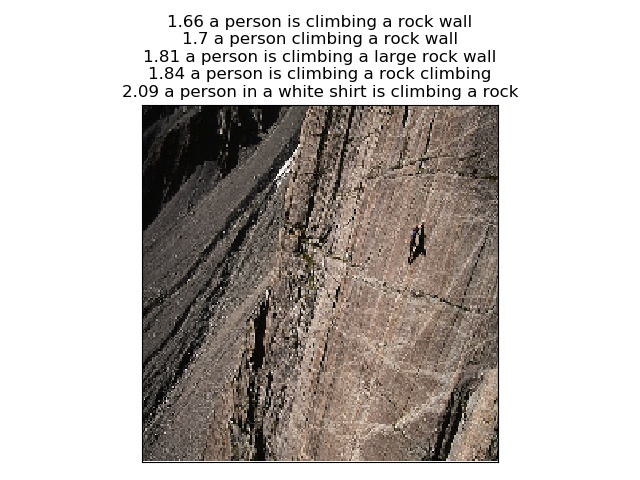 1.66 a person is climbing a rock wall
1.7 a person climbing a rock wall
1.81 a person is climbing a large rock wall
1.84 a person is climbing a rock climbing
2.09 a person in a white shirt is climbing a rock